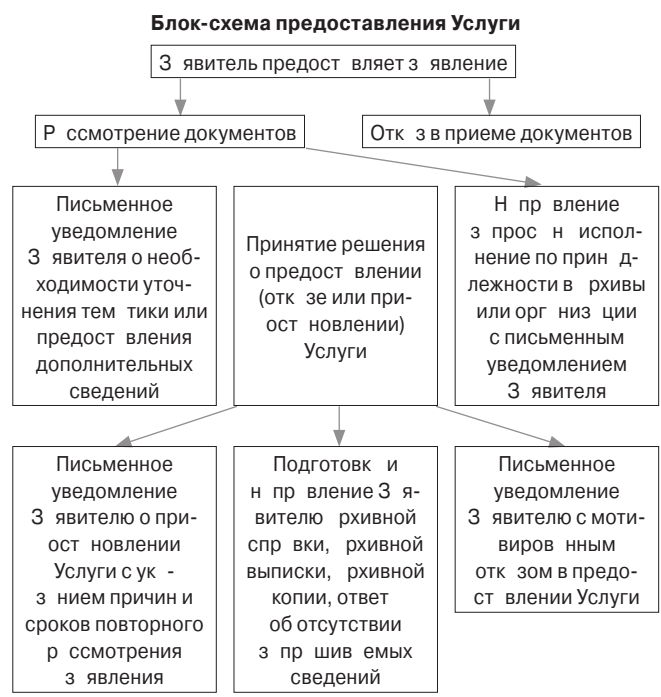 Блок-схема предоставления Услуги
З явитель предост вляет з явление
Р ссмотрение документов
Отк з в приеме документов
Письменное
уведомление
З явителя о необ-
ходимости уточ-
нения тем тики или
предост вления
дополнительных
сведений
Принятие решения
о предост влении
(отк зе или при-
ост новлении)
Услуги
Н пр вление
з прос н испол-
нение по прин д-
лежности в рхивы
или орг низ ции
с письменным
уведомлением
З явителя
Письменное
уведомление
З явителю о при-
ост новлении
Услуги с ук -
з нием причин и
сроков повторного
р ссмотрения
з явления
Подготовк и
н пр вление З я-
вителю рхивной
спр вки, рхивной
выписки, рхивной
копии, ответ
об отсутствии
з пр шив емых
сведений
Письменное
уведомление
З явителю с моти-
виров нным
отк зом в предо-
ст влении Услуги